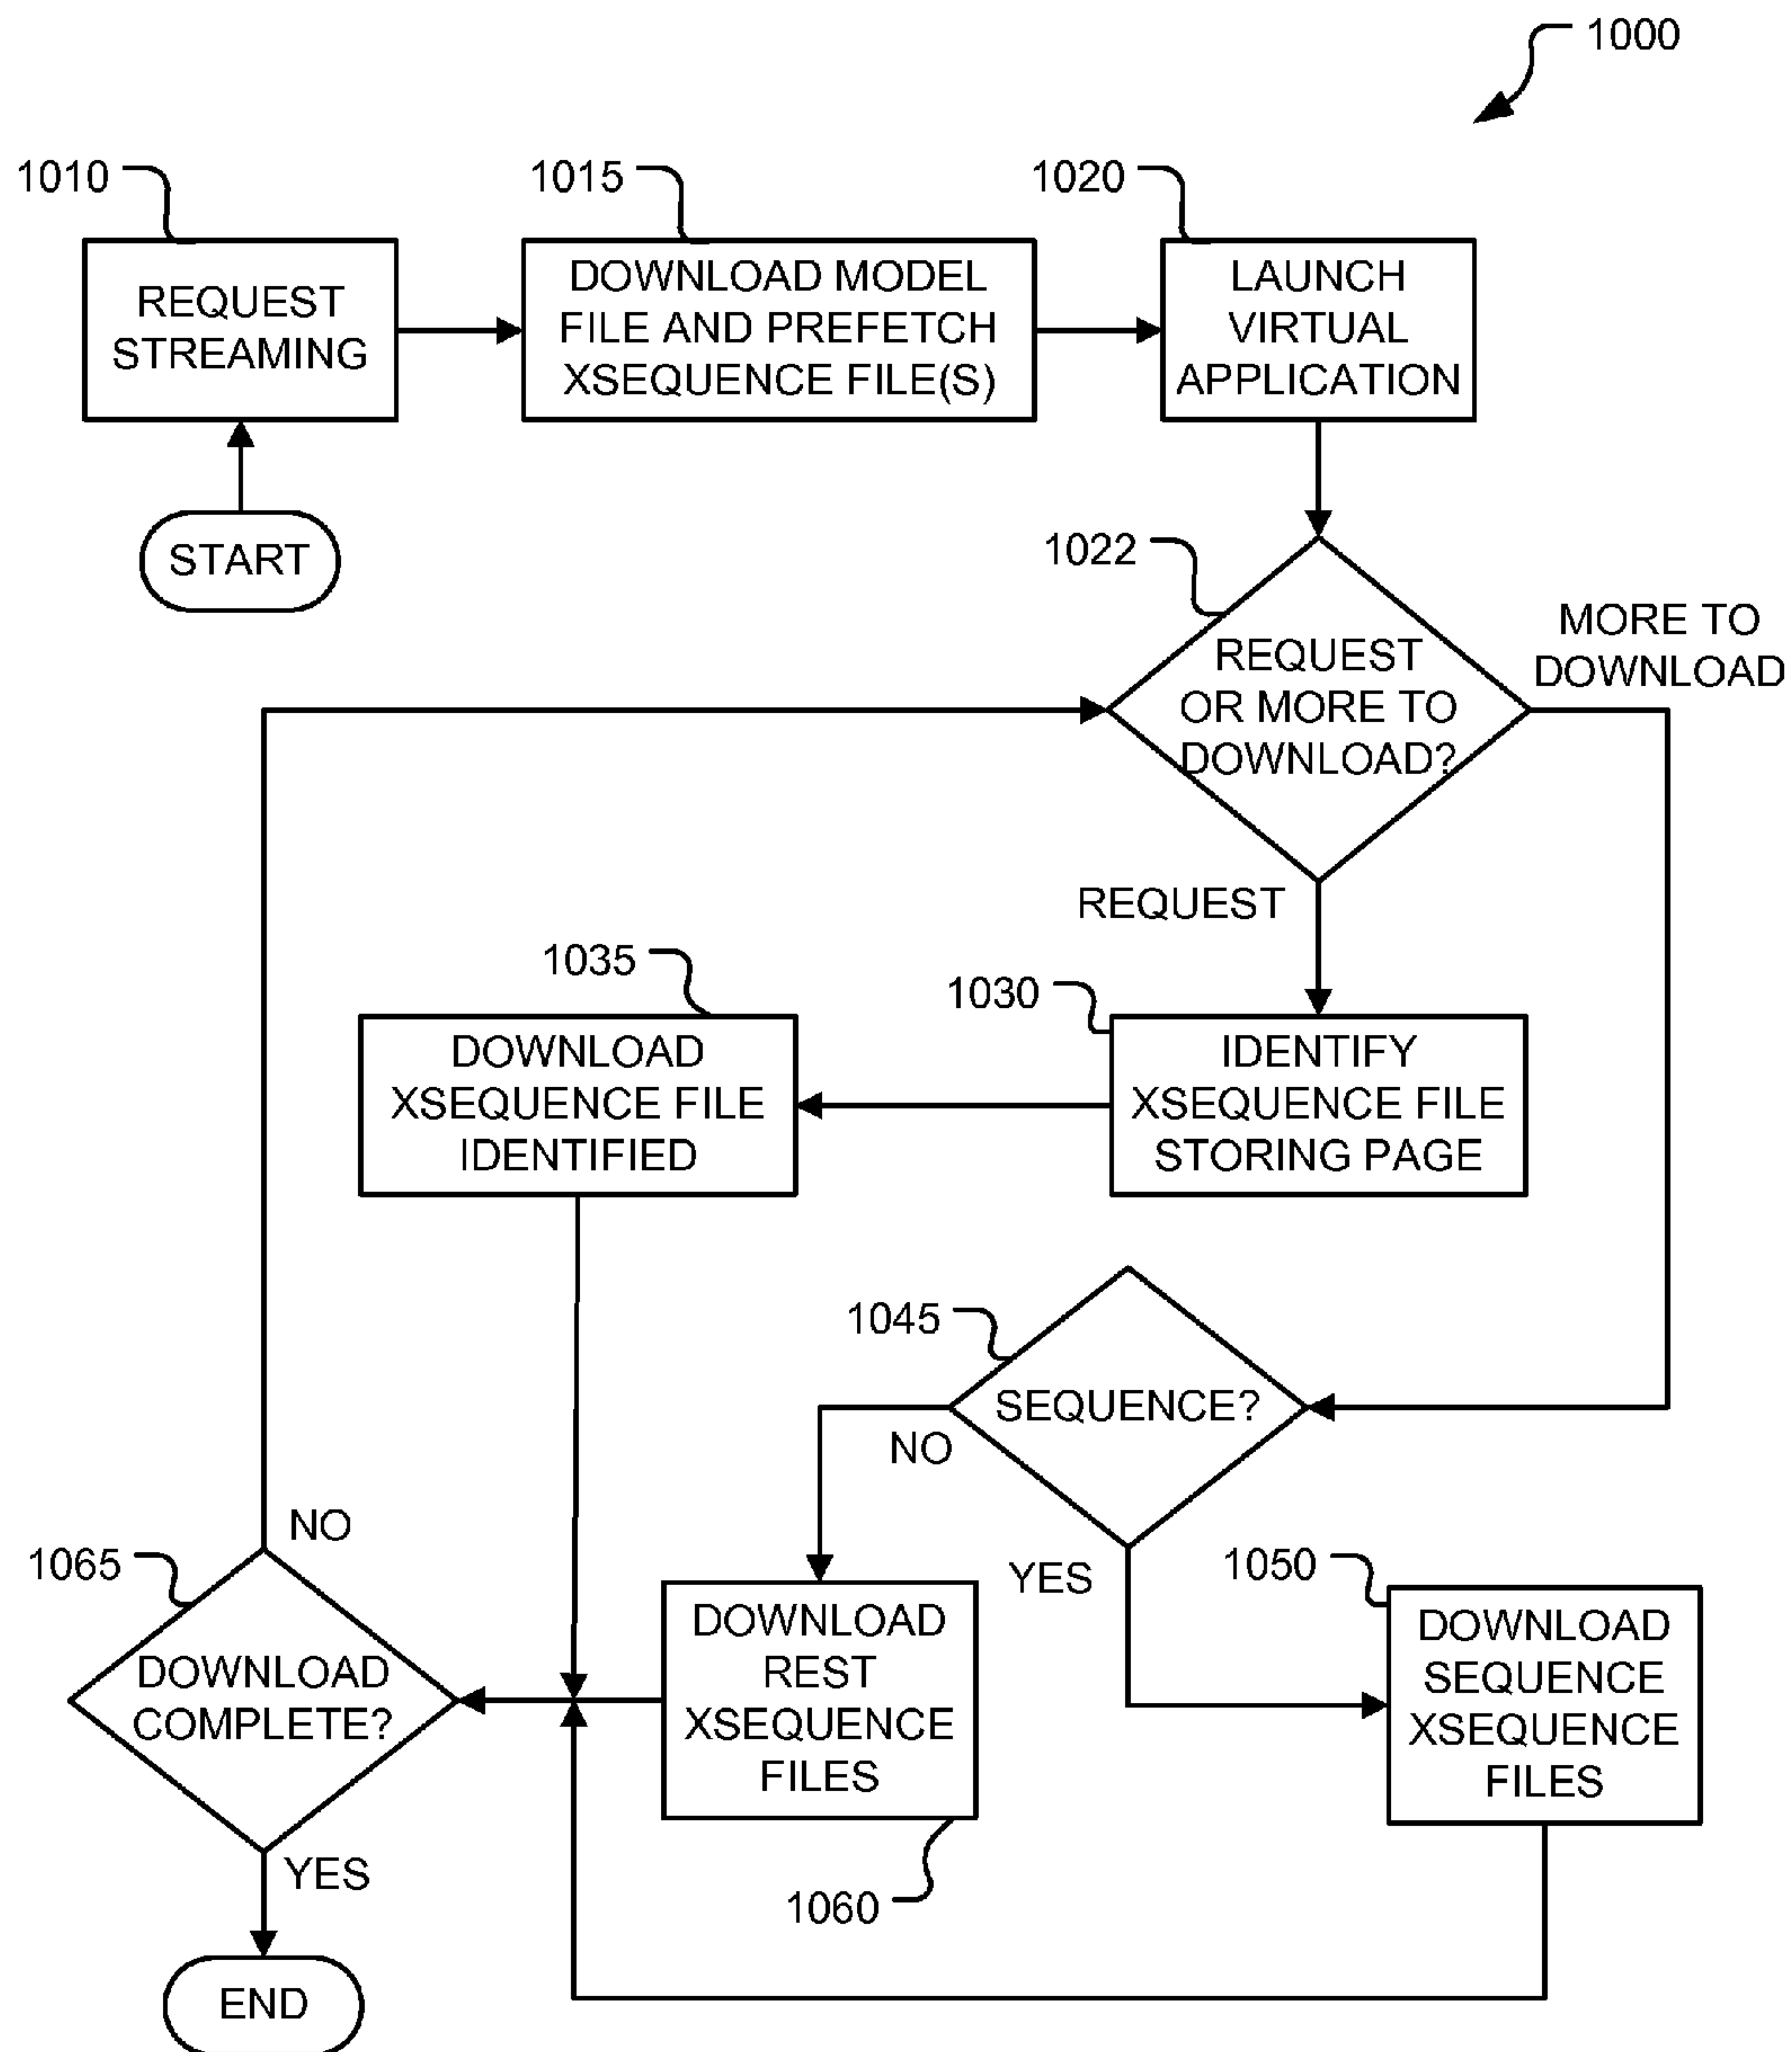 1000
1010
1015
1020
REQUEST
STREAMING
DOWNLOAD MODEL
FILE AND PREFETCH
XSEQUENCE FILE(S)
LAUNCH
VIRTUAL
APPLICATION
START
1022
REQUEST
OR MORE TO
DOWNLOAD?
MORE TO
DOWNLOAD
REQUEST
1035
1030
DOWNLOAD
XSEQUENCE FILE
IDENTIFIED
IDENTIFY
XSEQUENCE FILE
STORING PAGE
1045
SEQUENCE?
NO
YES
NO
1065
DOWNLOAD
COMPLETE?
YES
DOWNLOAD
REST
XSEQUENCE
FILES
1060
1050
DOWNLOAD
SEQUENCE
XSEQUENCE
FILES
END